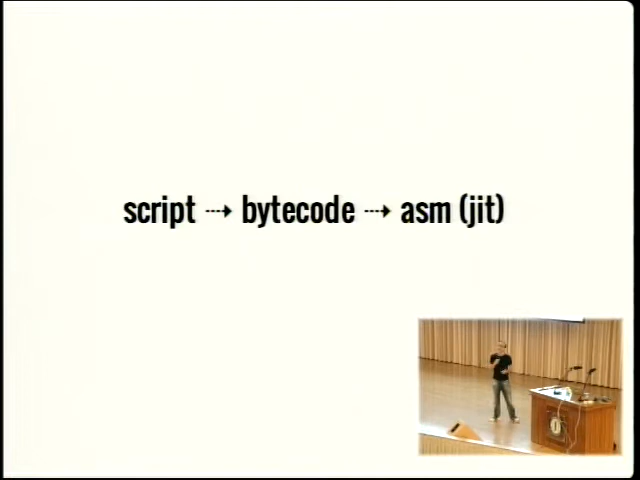 script ⇢ bytecode ⇢ asm (jit)